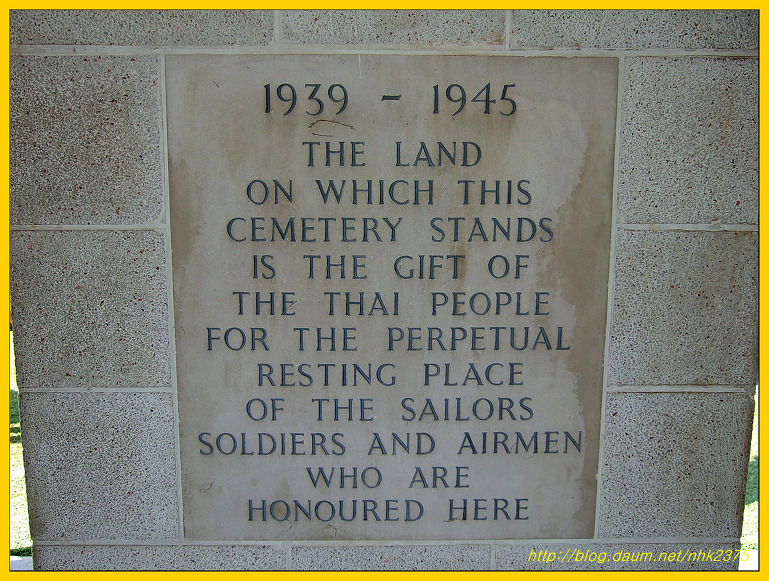 1939 - 1945
THE LAND
ON WHICH THIS
CEMETERY STANDS
IS THE GIFT OF
THE THAI PEOPLE
FOR THE PERPETUAL
RESTING PLACE
OF THE SAILORS
SOLDIERS AND AIRMEN
WHO ARE
HONOURED HERE
http://blog.daum.net/nhk2375